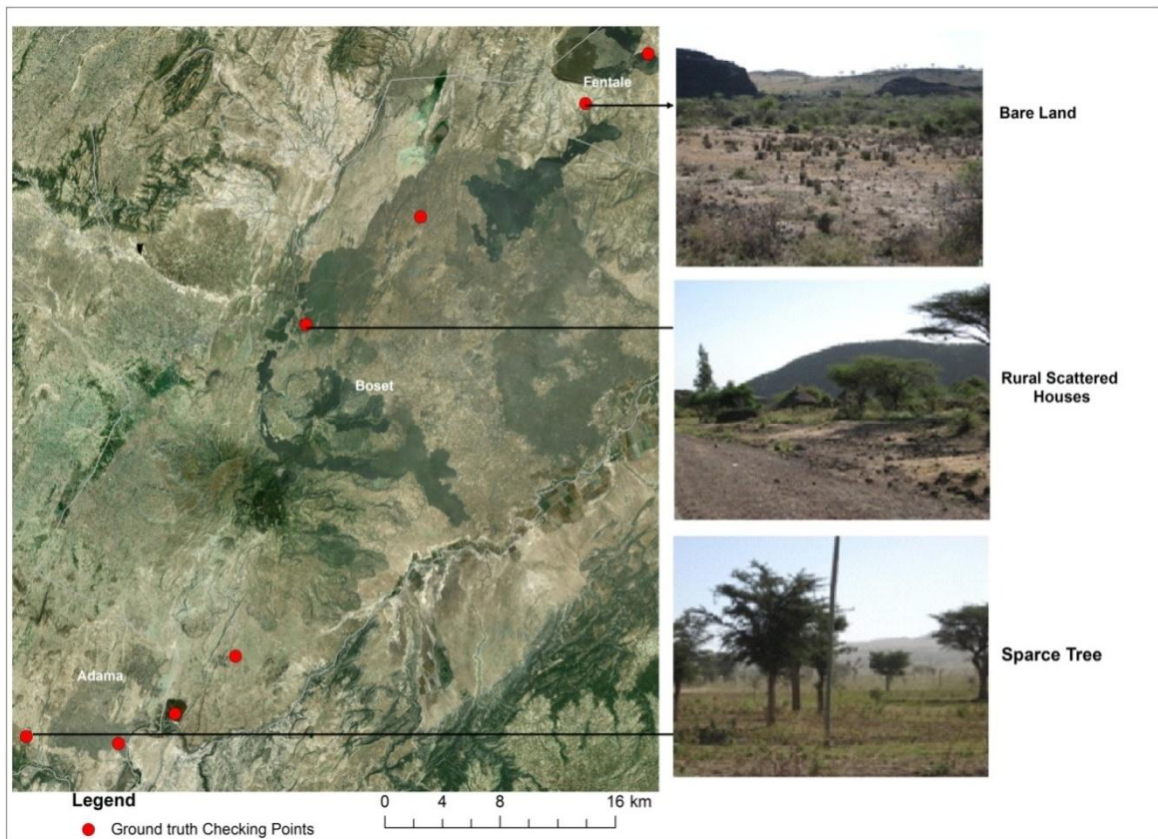 Fentale
Bare Land
Boset
Rural Scattered
Houses
Adama
Sparce Tree
Legend
0 4 8 16 km
Ground truth Checking Points